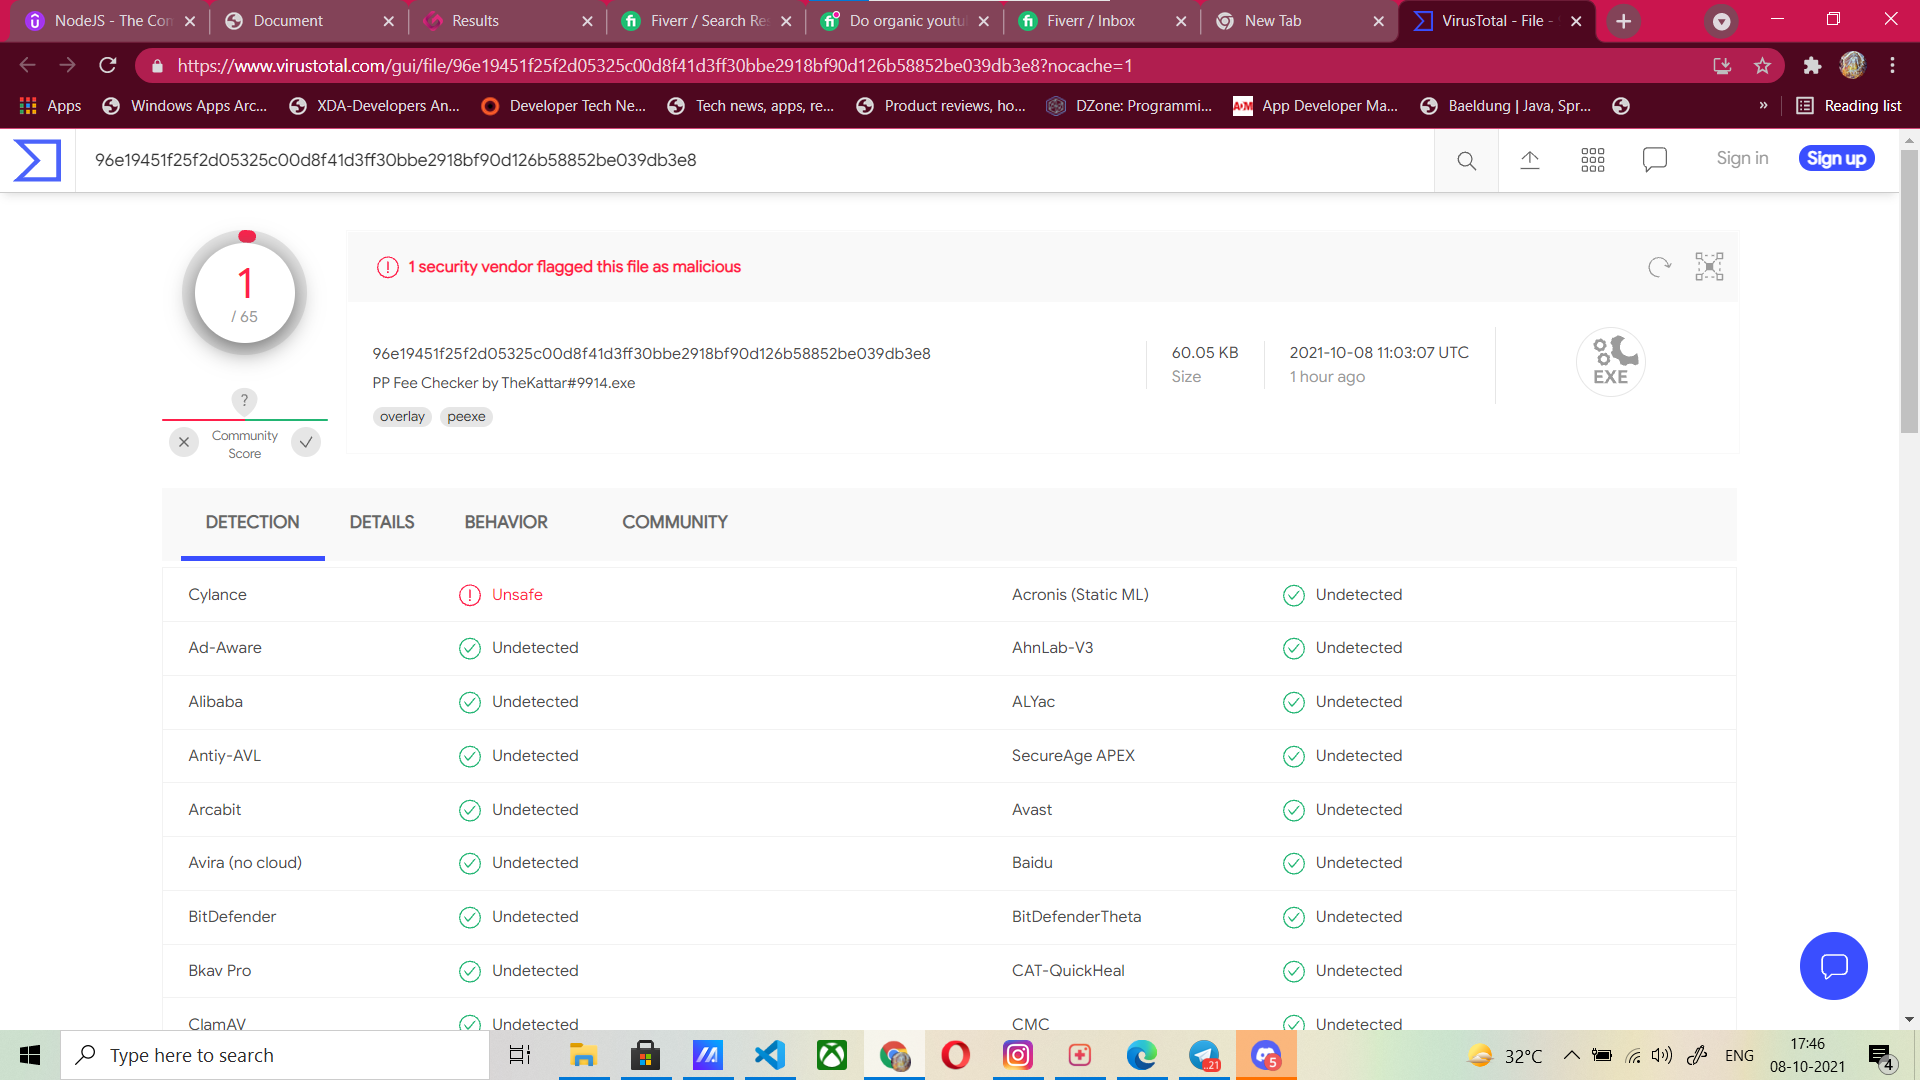 NodeJS - The Con
Document
Results
Fiverr / Search Res
Do organic youtu
Fiverr / Inbox
New Tab
VirusTotal - File -
https://www.virustotal.com/gui/file/96e19451f25f2d05325c00d8f41d3ff30bbe2918bf90d126b58852be039db3e8?nocache=1
Apps
Windows Apps Arc...
XDA-Developers An...
Developer Tech Ne...
Tech news, apps, re...
Product reviews, ho...
DZone: Programmi...
App Developer Ma...
Baeldung | Java, Spr...
»
Reading list
96e19451f25f2d05325c00d8f41d3ff30bbe2918bf90d126b58852be039db3e8
Sign in
Sign up
1
/ 65
1 security vendor flagged this file as malicious
96e19451f25f2d05325c00d8f41d3ff30bbe2918bf90d126b58852be039db3e8
PP Fee Checker by TheKattar#9914.exe
overlay
peexe
60.05 KB
Size
2021-10-08 11:03:07 UTC
1 hour ago
EXE
?
Community
Score
DETECTION
DETAILS
BEHAVIOR
COMMUNITY
Cylance
Unsafe
Acronis (Static ML)
Undetected
Ad-Aware
Undetected
AhnLab-V3
Undetected
Alibaba
Undetected
ALYac
Undetected
Antiy-AVL
Undetected
SecureAge APEX
Undetected
Arcabit
Undetected
Avast
Undetected
Avira (no cloud)
Undetected
Baidu
Undetected
BitDefender
Undetected
BitDefenderTheta
Undetected
Bkav Pro
Undetected
CAT-QuickHeal
Undetected
ClamAV
Undetected
CMC
Undetected
Type here to search
..21
5
32°C
ENG
17:46
08-10-2021
4